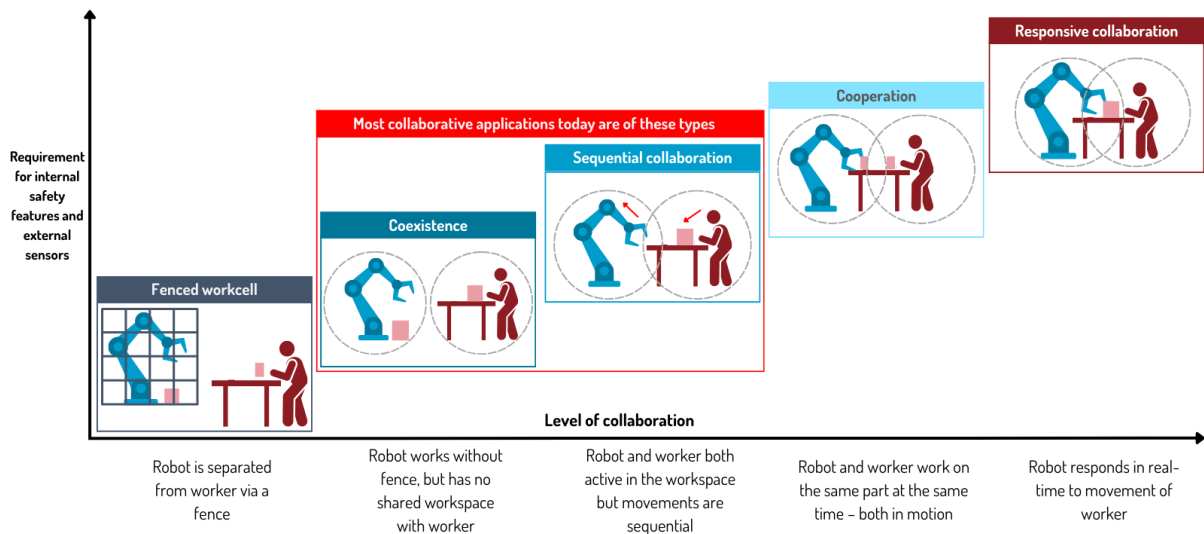 Responsive collaboration
Cooperation
Most collaborative applications today are of these types
Sequential collaboration
Requirement
for internal
safety
features and
external
sensors
Coexistence
Fenced workcell
Level of collaboration
Robot is separated
from worker via a
fence
Robot works without
fence, but has no
shared workspace
with worker
Robot and worker both
active in the workspace
but movements are
sequential
Robot and worker work on
the same part at the same
time – both in motion
Robot responds in real-
time to movement of
worker